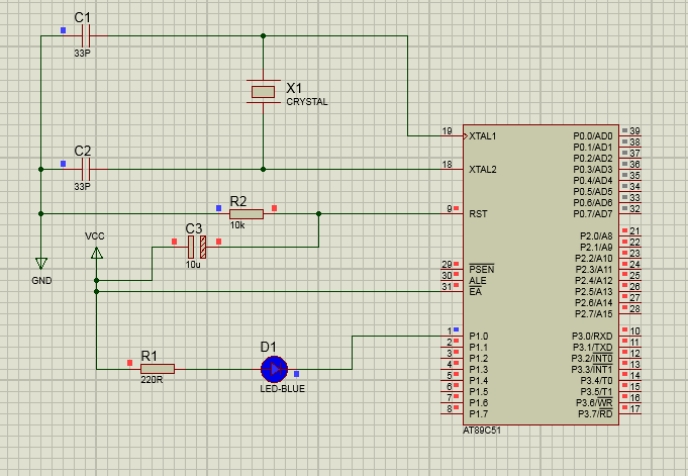 C1
33P
X1
CRYSTAL
C2
33P
R2
10k
C3
10u
VCC
GND
R1
220R
D1
LED-BLUE
19 XTAL1
18 XTAL2
9 RST
29 PSEN
30 ALE
31 EA
1 P1.0
2 P1.1
3 P1.2
4 P1.3
5 P1.4
6 P1.5
7 P1.6
8 P1.7
P0.0/AD0 39
P0.1/AD1 38
P0.2/AD2 37
P0.3/AD3 36
P0.4/AD4 35
P0.5/AD5 34
P0.6/AD6 33
P0.7/AD7 32
P2.0/A8 21
P2.1/A9 22
P2.2/A10 23
P2.3/A11 24
P2.4/A12 25
P2.5/A13 26
P2.6/A14 27
P2.7/A15 28
P3.0/RXD 10
P3.1/TXD 11
P3.2/INT0 12
P3.3/INT1 13
P3.4/T0 14
P3.5/T1 15
P3.6/WR 16
P3.7/RD 17
AT89C51